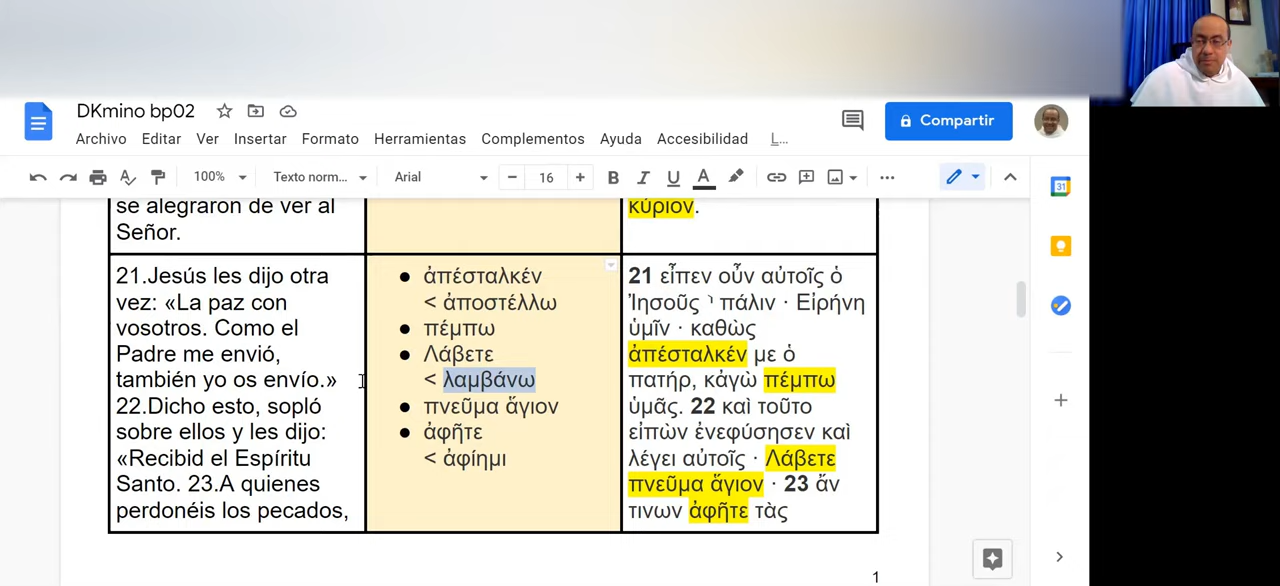 DKmino bp02
Archivo Editar Ver Insertar Formato Herramientas Complementos Ayuda Accesibilidad L...
Compartir
100% Texto norm... Arial 16 B I U A
31
se alegraron de ver al
Señor.
κύριον.
21.Jesús les dijo otra
vez: «La paz con
vosotros. Como el
Padre me envió,
también yo os envío.»
22.Dicho esto, sopló
sobre ellos y les dijo:
«Recibid el Espíritu
Santo. 23.A quienes
perdonéis los pecados,
● ἀπέσταλκέν
< ἀποστέλλω
● πέμπω
● Λάβετε
< λαμβάνω
● πνεῦμα ἅγιον
● ἀφῆτε
< ἀφίημι
21 εἶπεν οὖν αὐτοῖς ὁ
Ἰησοῦς ⸃ πάλιν · Εἰρήνη
ὑμῖν · καθὼς
ἀπέσταλκέν με ὁ
πατήρ, κἀγὼ πέμπω
ὑμᾶς. 22 καὶ τοῦτο
εἰπὼν ἐνεφύσησεν καὶ
λέγει αὐτοῖς · Λάβετε
πνεῦμα ἅγιον · 23 ἄν
τινων ἀφῆτε τὰς
1